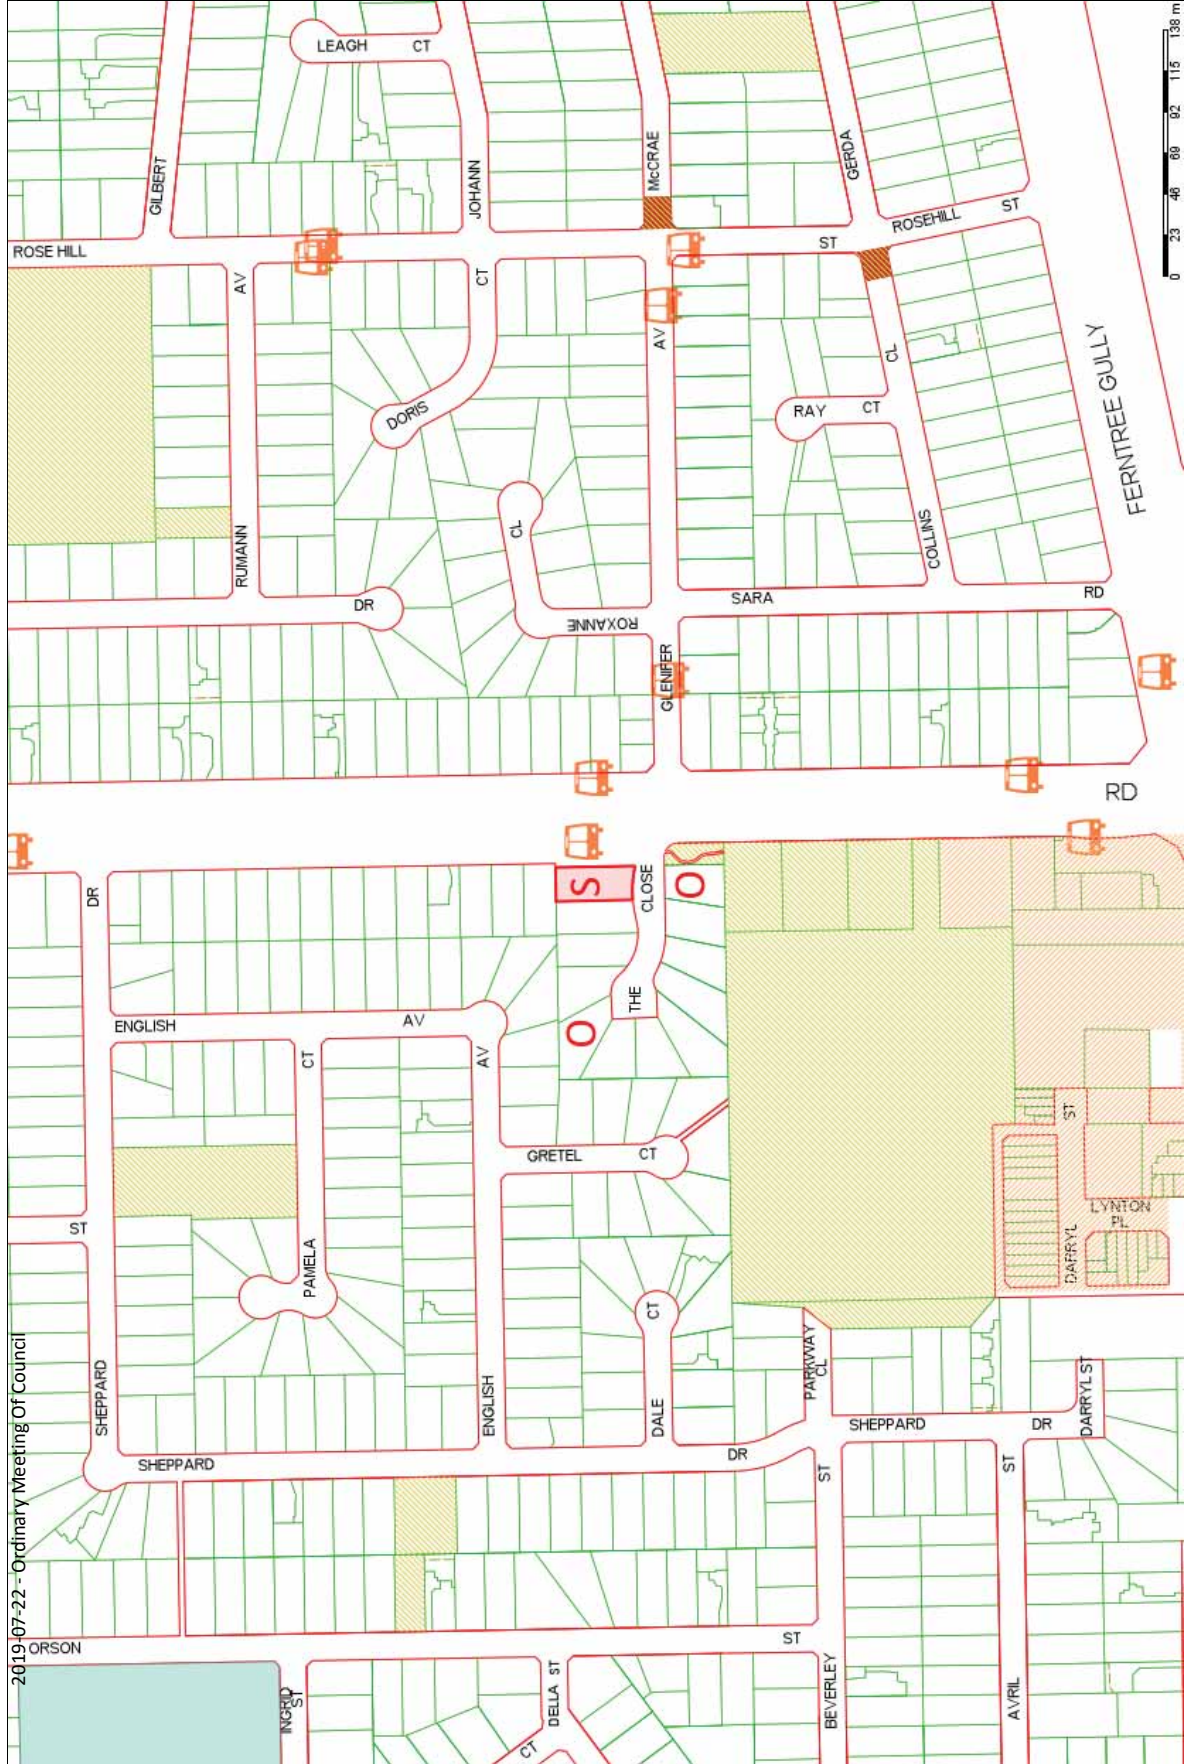 LEAGH CT
138 m
115
92
69
46
23
0
GILBERT
JOHANN
McCRAE
GERDA
ROSEHILL ST
ROSE HILL
ST
AV
CT
AV
CL
RAY CT
DORIS
FERNTREE GULLY
CL
RUMANN
COLLINS
DR
SARA
RD
ROXANNE
GLENIFER
RD
DR
S
CLOSE
O
THE
O
ENGLISH AV
CT
AV
ST
GRETEL CT
ST
LYNTON
PL
DARRYL
PAMELA
CT
PARKWAY
CL
SHEPPARD
ENGLISH
DALE
DARRYL ST
SHEPPARD DR
DR
SHEPPARD
ST
ST
2019-07-22 - Ordinary Meeting Of Council
ORSON
ST
INGRID
ST
DELLA ST
BEVERLEY
AVRIL
CT